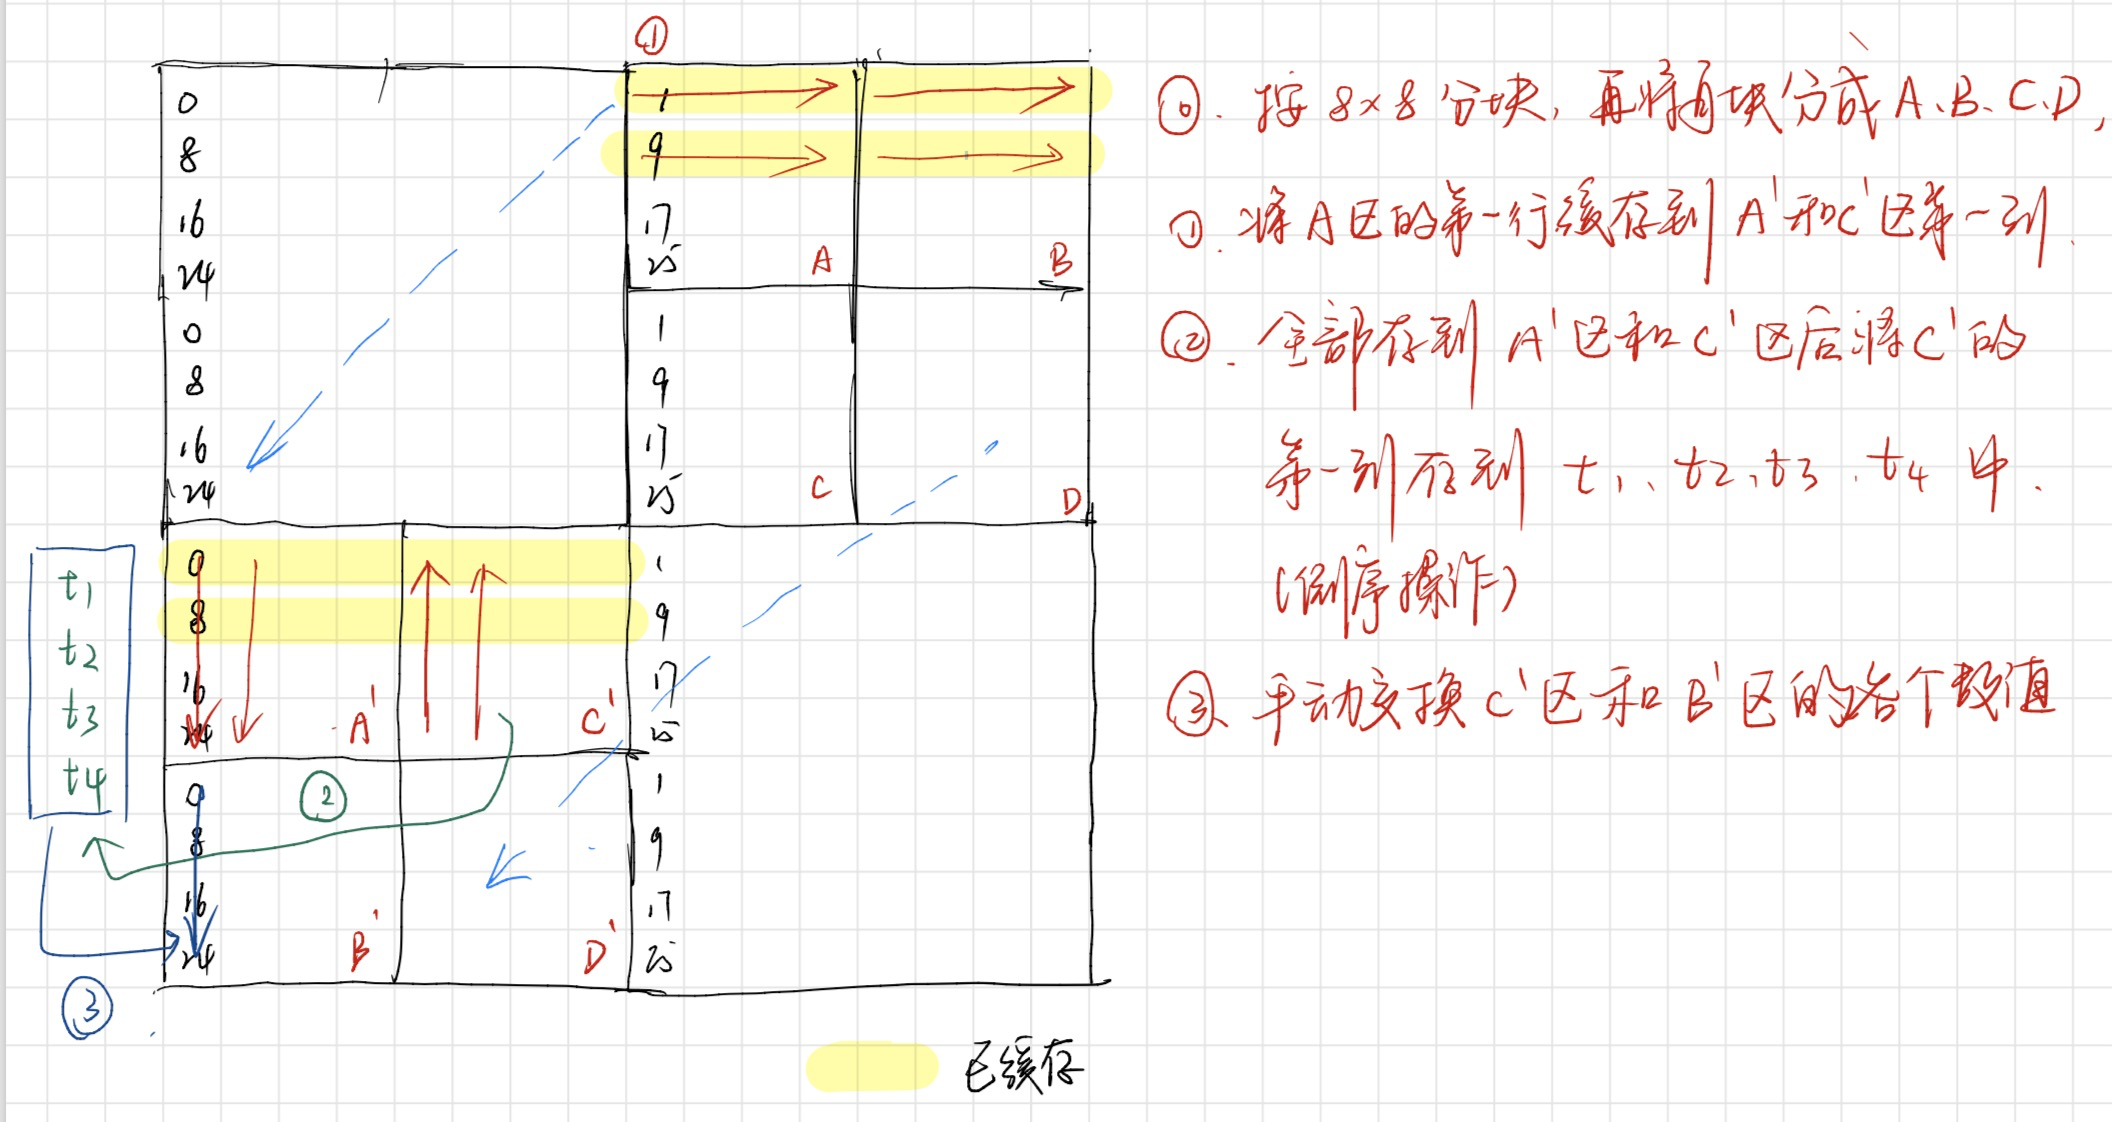 ①
0
1
8
9
16
17
24
25
A
B
0
1
8
9
16
17
24
25
C
D
t1
t2
t3
t4
0
1
8
9
16
17
24
25
A'
C'
②
0
1
8
9
16
17
24
25
B'
D'
③
已缓存
⓪. 按 8×8 分块, 再将每块分成 A、B、C、D,
①. 将 A 区的第一行缓存到 A' 和 C' 区第一列.
②. 全部存到 A' 区和 C' 区后将 C' 的
第一列存到 t1、t2、t3、t4 中.
(倒序操作)
③、手动交换 C' 区和 B' 区的各个数值